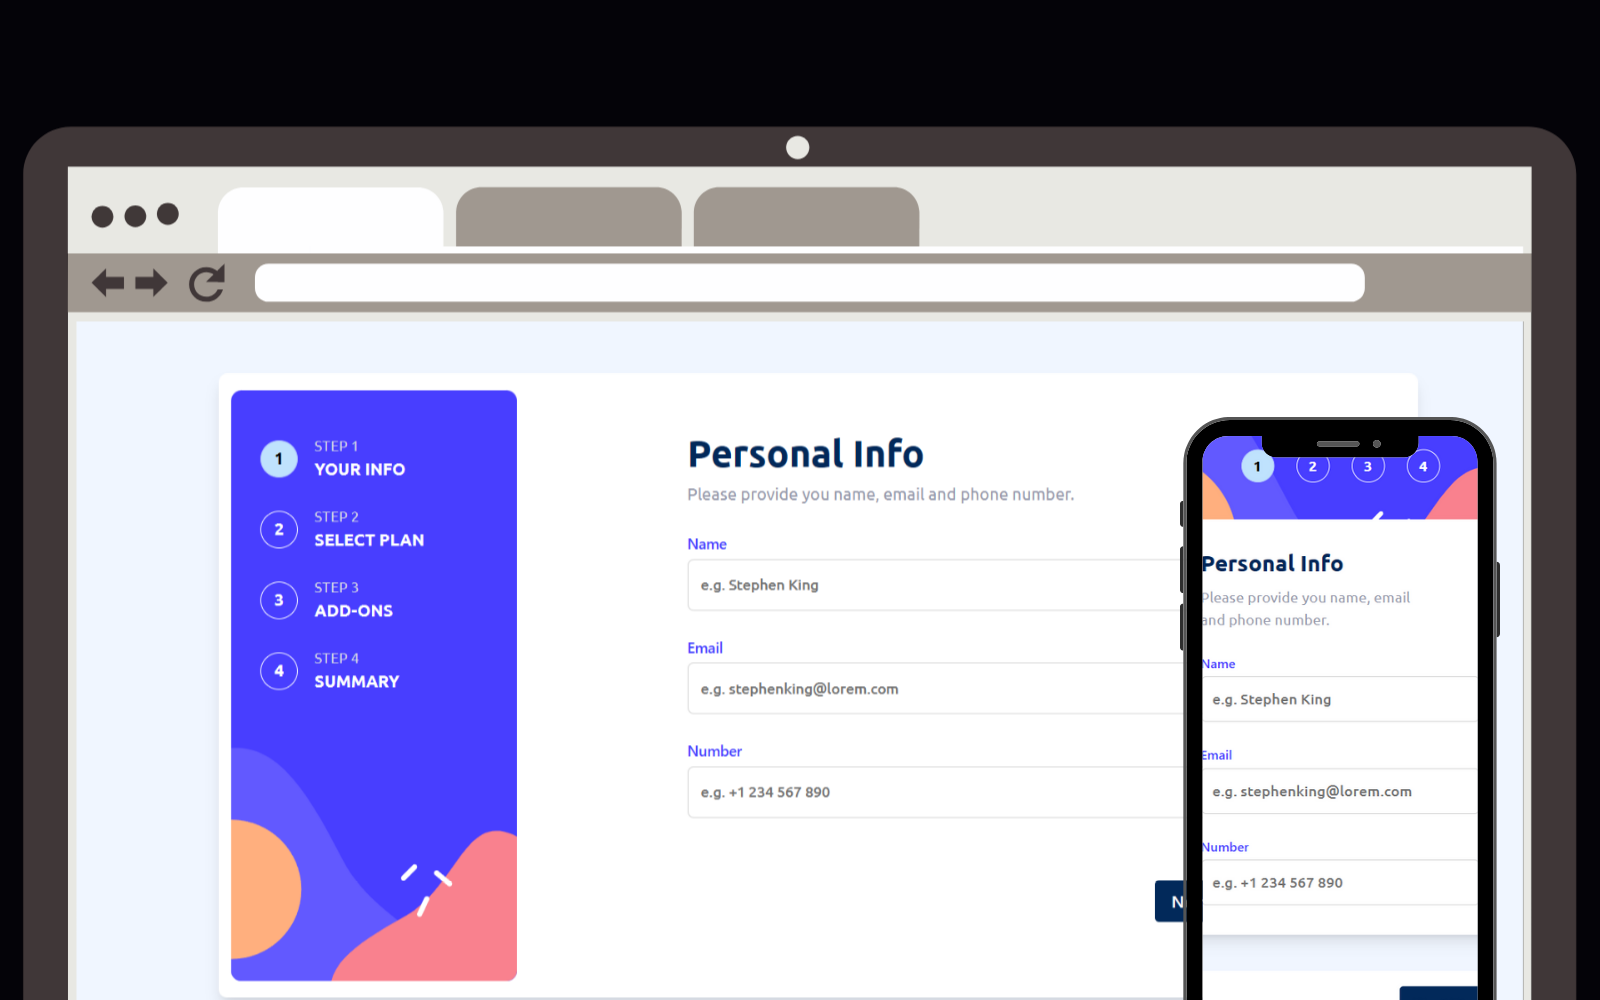 1
STEP 1
YOUR INFO
2
STEP 2
SELECT PLAN
3
STEP 3
ADD-ONS
4
STEP 4
SUMMARY
Personal Info
Please provide you name, email and phone number.
Name
e.g. Stephen King
Email
e.g. stephenking@lorem.com
Number
e.g. +1 234 567 890
1 2 3 4
Personal Info
Please provide you name, email
and phone number.
Name
e.g. Stephen King
Email
e.g. stephenking@lorem.com
Number
e.g. +1 234 567 890